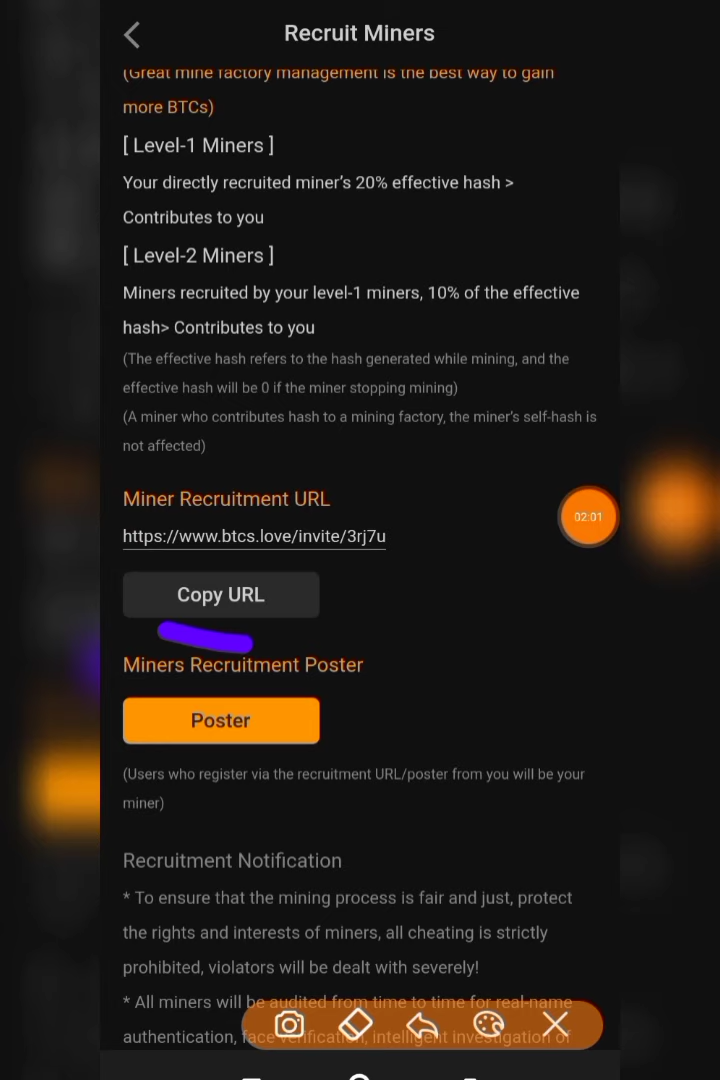 Recruit Miners
(Great mine factory management is the best way to gain
more BTCs)
[ Level-1 Miners ]
Your directly recruited miner's 20% effective hash >
Contributes to you
[ Level-2 Miners ]
Miners recruited by your level-1 miners, 10% of the effective
hash> Contributes to you
(The effective hash refers to the hash generated while mining, and the
effective hash will be 0 if the miner stopping mining)
(A miner who contributes hash to a mining factory, the miner's self-hash is
not affected)
Miner Recruitment URL
02:01
https://www.btcs.love/invite/3rj7u
Copy URL
Miners Recruitment Poster
Poster
(Users who register via the recruitment URL/poster from you will be your
miner)
Recruitment Notification
* To ensure that the mining process is fair and just, protect
the rights and interests of miners, all cheating is strictly
prohibited, violators will be dealt with severely!
* All miners will be audited from time to time for real-name
authentication, face verification, intelligent investigation of